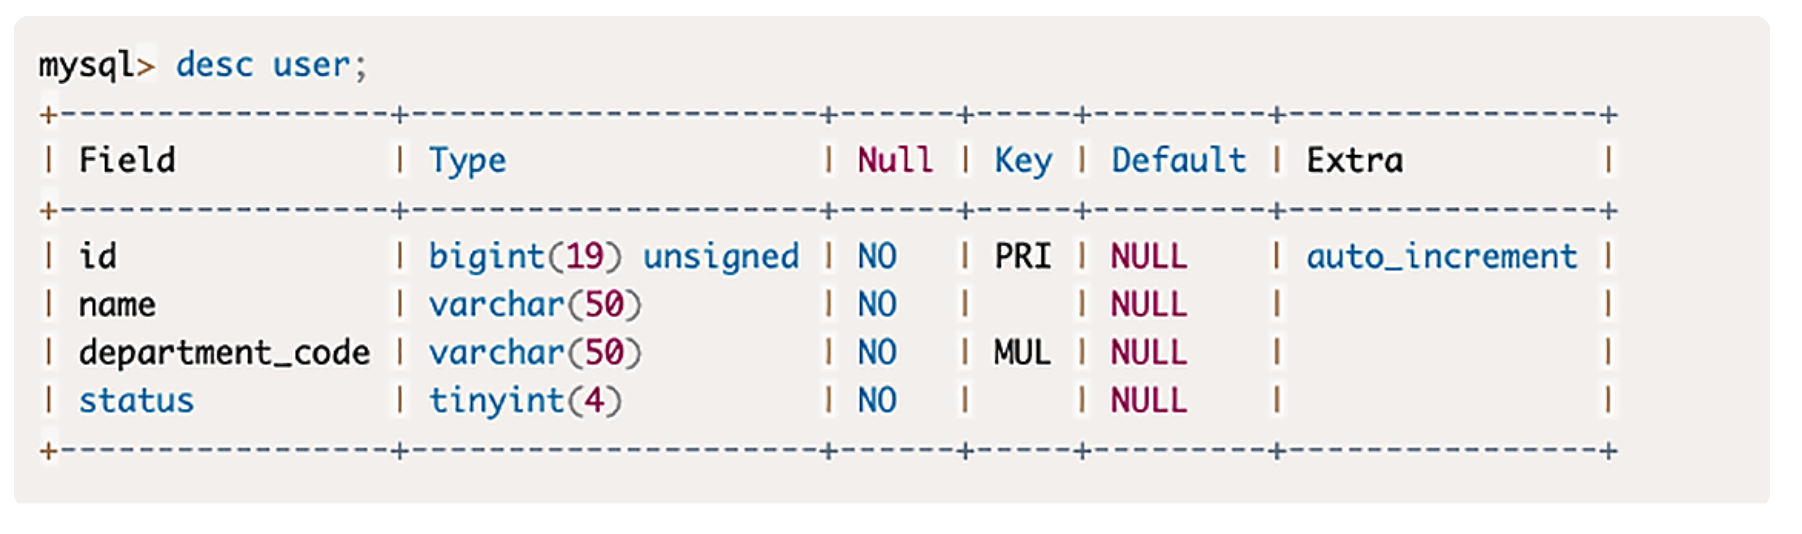 mysql> desc user;
+-----------------+---------------------+------+-----+---------+----------------+
| Field           | Type                | Null | Key | Default | Extra          |
+-----------------+---------------------+------+-----+---------+----------------+
| id              | bigint(19) unsigned | NO   | PRI | NULL    | auto_increment |
| name            | varchar(50)         | NO   |     | NULL    |                |
| department_code | varchar(50)         | NO   | MUL | NULL    |                |
| status          | tinyint(4)          | NO   |     | NULL    |                |
+-----------------+---------------------+------+-----+---------+----------------+